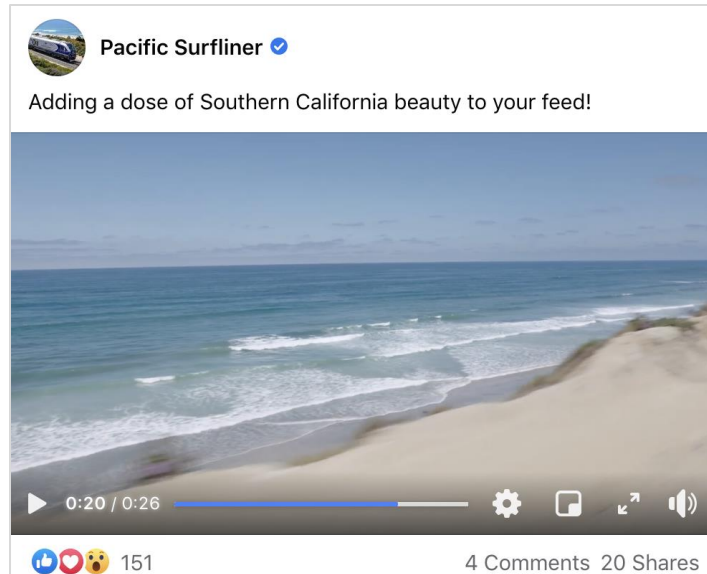 Pacific Surfliner
Adding a dose of Southern California beauty to your feed!
0:20 / 0:26
151
4 Comments 20 Shares